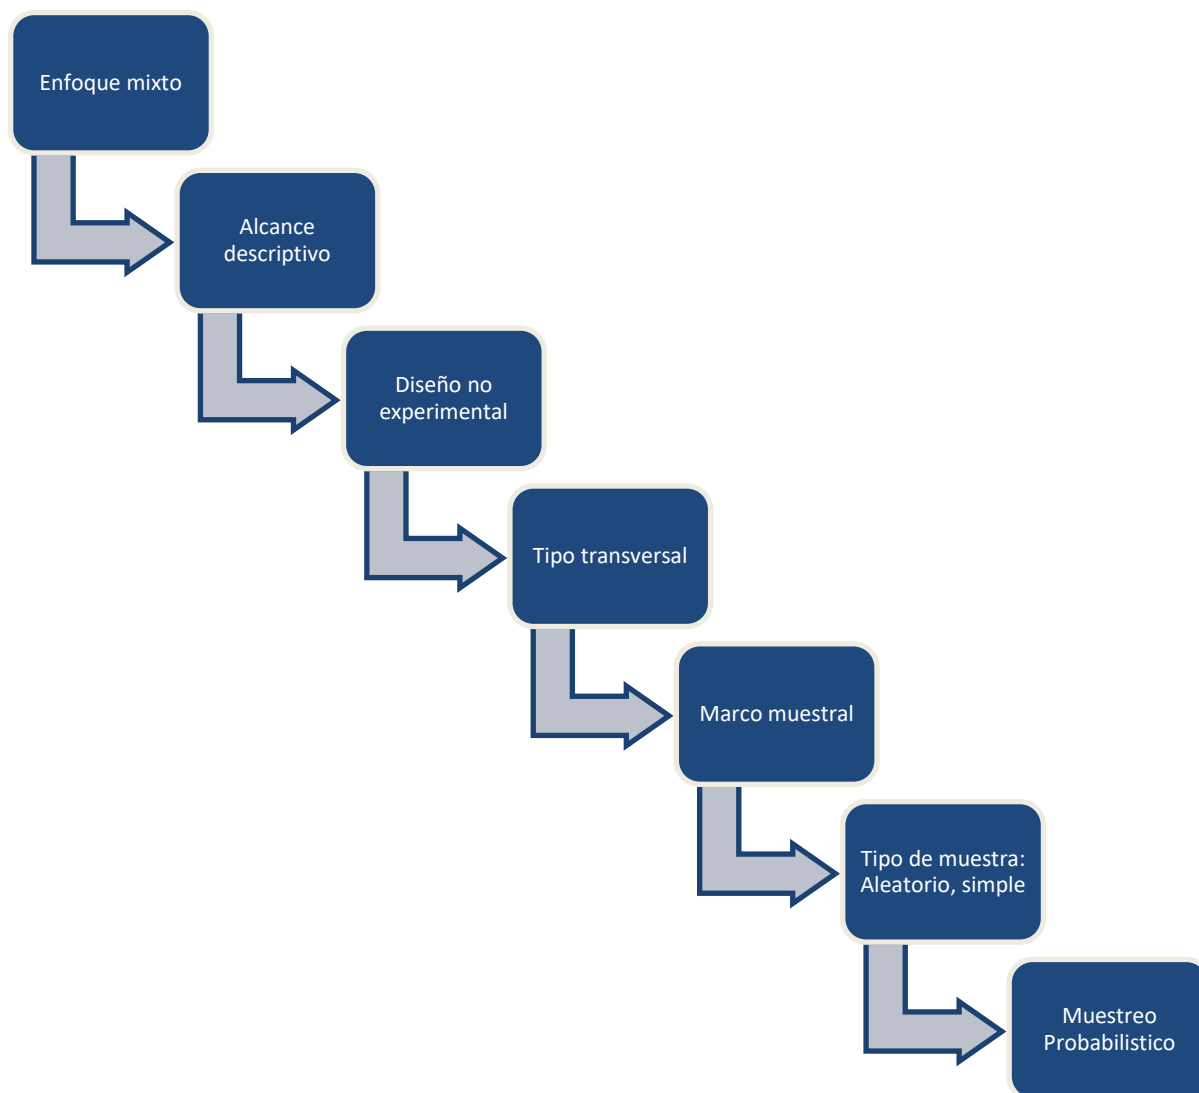 Enfoque mixto
Alcance
descriptivo
Diseño no
experimental
Tipo transversal
Marco muestral
Tipo de muestra:
Aleatorio, simple
Muestreo
Probabilistico